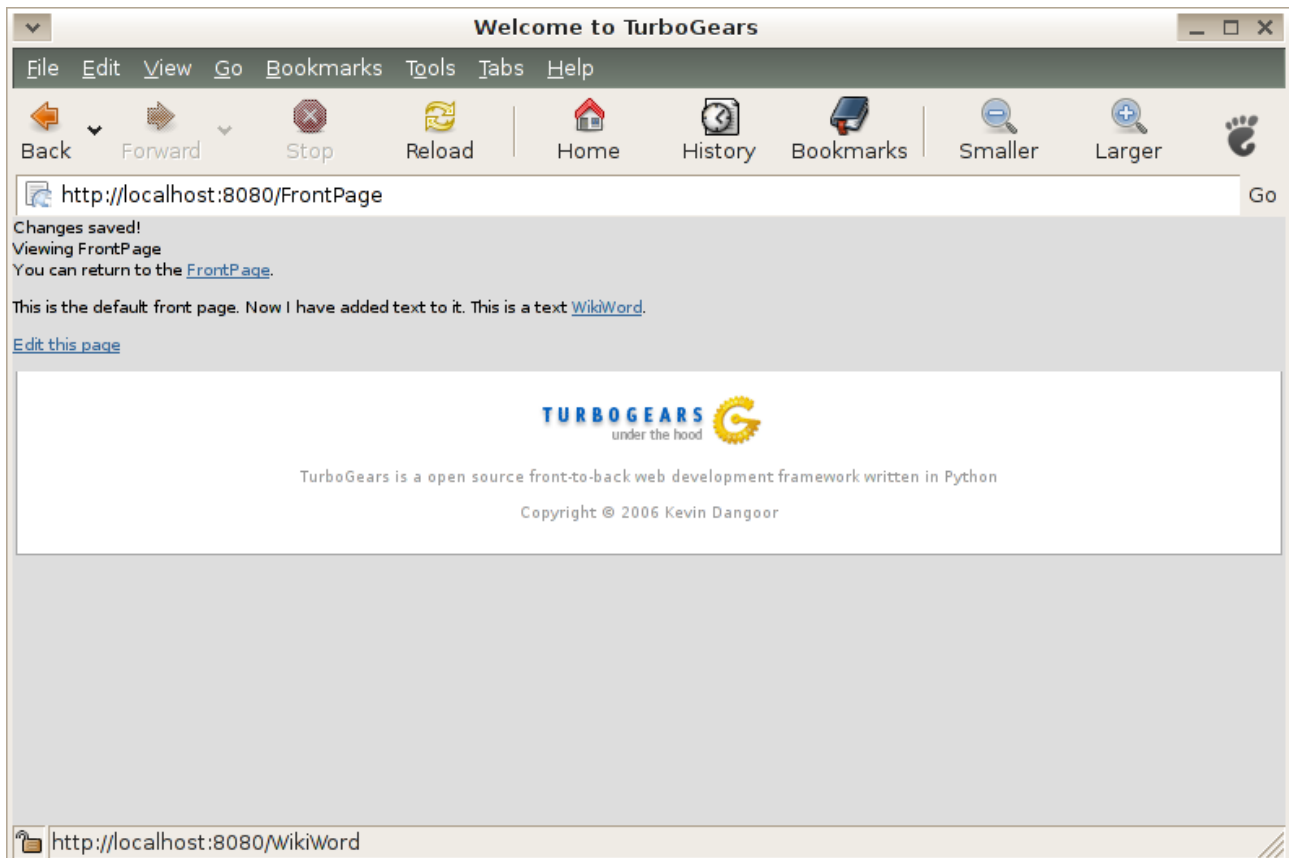 Welcome to TurboGears
File Edit View Go Bookmarks Tools Tabs Help
Back Forward Stop Reload Home History Bookmarks Smaller Larger
http://localhost:8080/FrontPage Go
Changes saved!
Viewing FrontPage
You can return to the FrontPage.
This is the default front page. Now I have added text to it. This is a text WikiWord.
Edit this page
TURBOGEARS
under the hood
TurboGears is a open source front-to-back web development framework written in Python
Copyright © 2006 Kevin Dangoor
http://localhost:8080/WikiWord